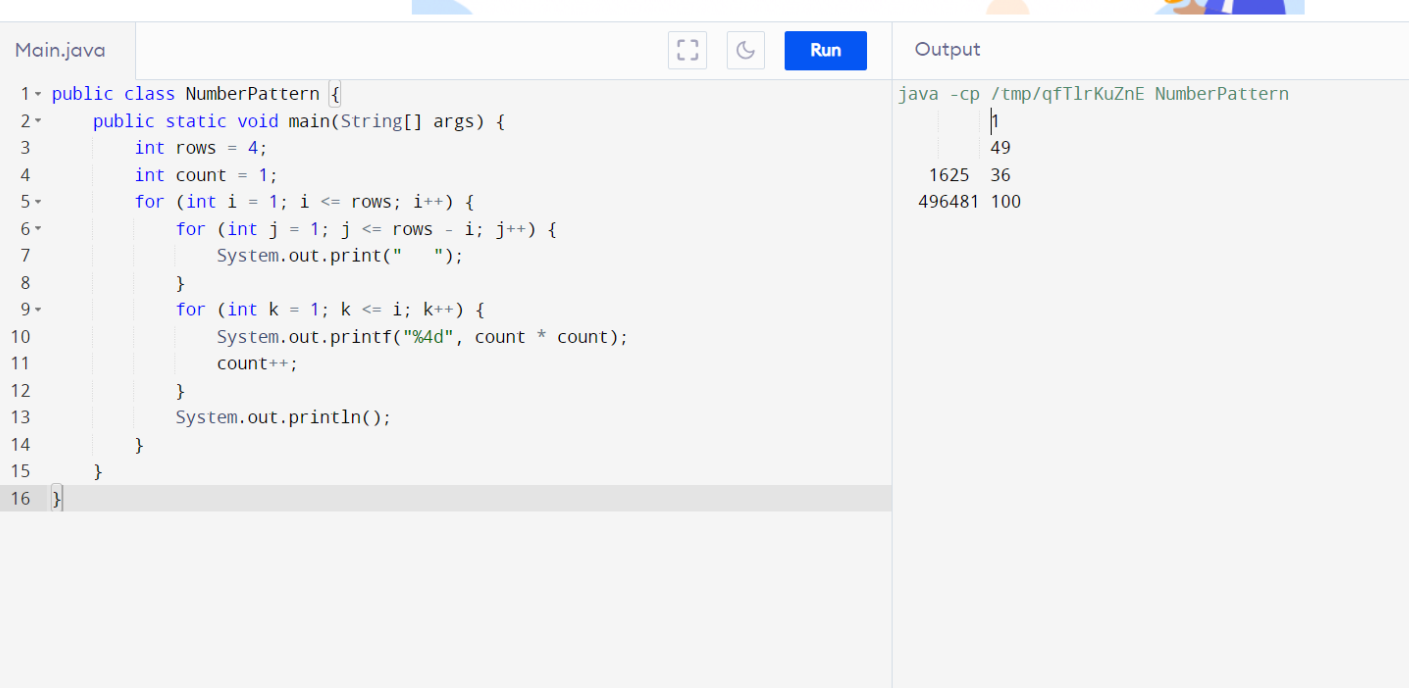 Main.java
Run
Output
1 public class NumberPattern {
2     public static void main(String[] args) {
3         int rows = 4;
4         int count = 1;
5         for (int i = 1; i <= rows; i++) {
6             for (int j = 1; j <= rows - i; j++) {
7                 System.out.print("   ");
8             }
9             for (int k = 1; k <= i; k++) {
10                 System.out.printf("%4d", count * count);
11                 count++;
12             }
13             System.out.println();
14         }
15     }
16 }
java -cp /tmp/qfTlrKuZnE NumberPattern
1
49
1625  36
496481 100